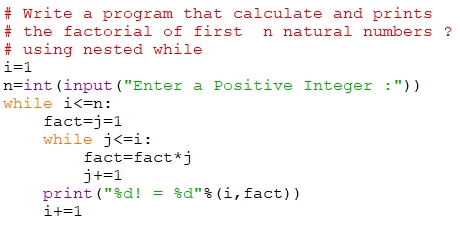 # Write a program that calculate and prints
# the factorial of first  n natural numbers ?
# using nested while
i=1
n=int(input("Enter a Positive Integer :"))
while i<=n:
    fact=j=1
    while j<=i:
        fact=fact*j
        j+=1
    print("%d! = %d"%(i,fact))
    i+=1